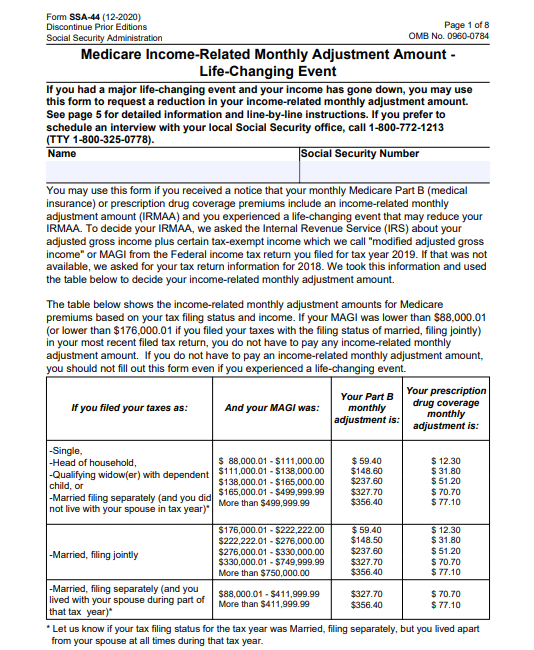 Form SSA-44 (12-2020)
Discontinue Prior Editions
Social Security Administration
Page 1 of 8
OMB No. 0960-0784
Medicare Income-Related Monthly Adjustment Amount -
Life-Changing Event
If you had a major life-changing event and your income has gone down, you may use
this form to request a reduction in your income-related monthly adjustment amount.
See page 5 for detailed information and line-by-line instructions. If you prefer to
schedule an interview with your local Social Security office, call 1-800-772-1213
(TTY 1-800-325-0778).
Name Social Security Number
You may use this form if you received a notice that your monthly Medicare Part B (medical
insurance) or prescription drug coverage premiums include an income-related monthly
adjustment amount (IRMAA) and you experienced a life-changing event that may reduce your
IRMAA. To decide your IRMAA, we asked the Internal Revenue Service (IRS) about your
adjusted gross income plus certain tax-exempt income which we call "modified adjusted gross
income" or MAGI from the Federal income tax return you filed for tax year 2019. If that was not
available, we asked for your tax return information for 2018. We took this information and used
the table below to decide your income-related monthly adjustment amount.
The table below shows the income-related monthly adjustment amounts for Medicare
premiums based on your tax filing status and income. If your MAGI was lower than $88,000.01
(or lower than $176,000.01 if you filed your taxes with the filing status of married, filing jointly)
in your most recent filed tax return, you do not have to pay any income-related monthly
adjustment amount. If you do not have to pay an income-related monthly adjustment amount,
you should not fill out this form even if you experienced a life-changing event.
If you filed your taxes as:
And your MAGI was:
Your Part B
monthly
adjustment is:
Your prescription
drug coverage
monthly
adjustment is:
-Single,
-Head of household,
-Qualifying widow(er) with dependent
child, or
-Married filing separately (and you did
not live with your spouse in tax year)*
$ 88,000.01 - $111,000.00 $ 59.40 $ 12.30
$111,000.01 - $138,000.00 $148.60 $ 31.80
$138,000.01 - $165,000.00 $237.60 $ 51.20
$165,000.01 - $499,999.99 $327.70 $ 70.70
More than $499,999.99 $356.40 $ 77.10
-Married, filing jointly
$176,000.01 - $222,222.00 $ 59.40 $ 12.30
$222,222.01 - $276,000.00 $148.50 $ 31.80
$276,000.01 - $330,000.00 $237.60 $ 51.20
$330,000.01 - $749,999.99 $327.70 $ 70.70
More than $750,000.00 $356.40 $ 77.10
-Married, filing separately (and you
lived with your spouse during part of
that tax year)*
$88,000.01 - $411,999.99 $327.70 $ 70.70
More than $411,999.99 $356.40 $ 77.10
* Let us know if your tax filing status for the tax year was Married, filing separately, but you lived apart
from your spouse at all times during that tax year.